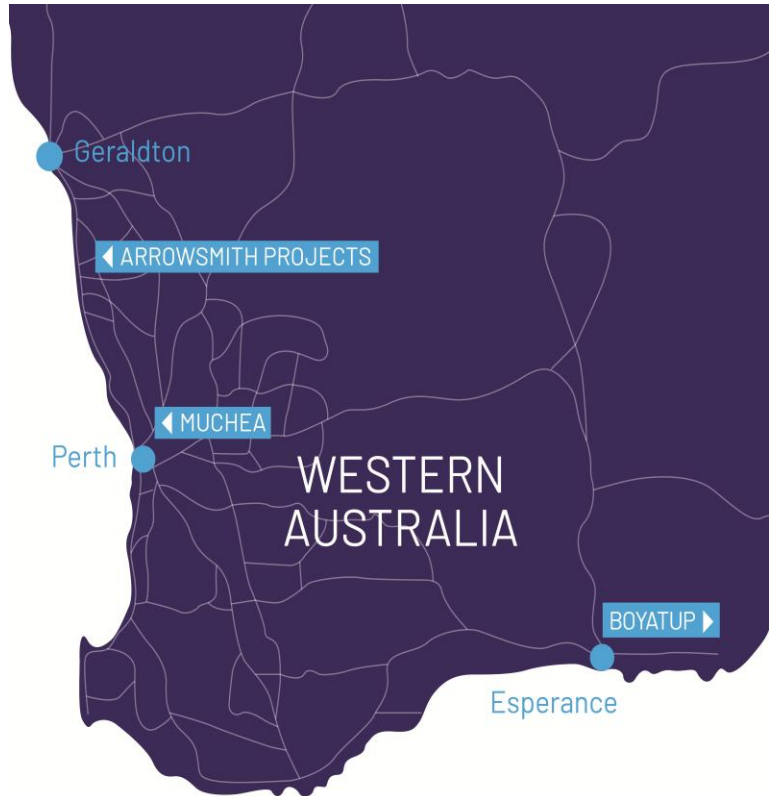 Geraldton
ARROWSMITH PROJECTS
MUCHEA
Perth
WESTERN
AUSTRALIA
BOYATUP
Esperance